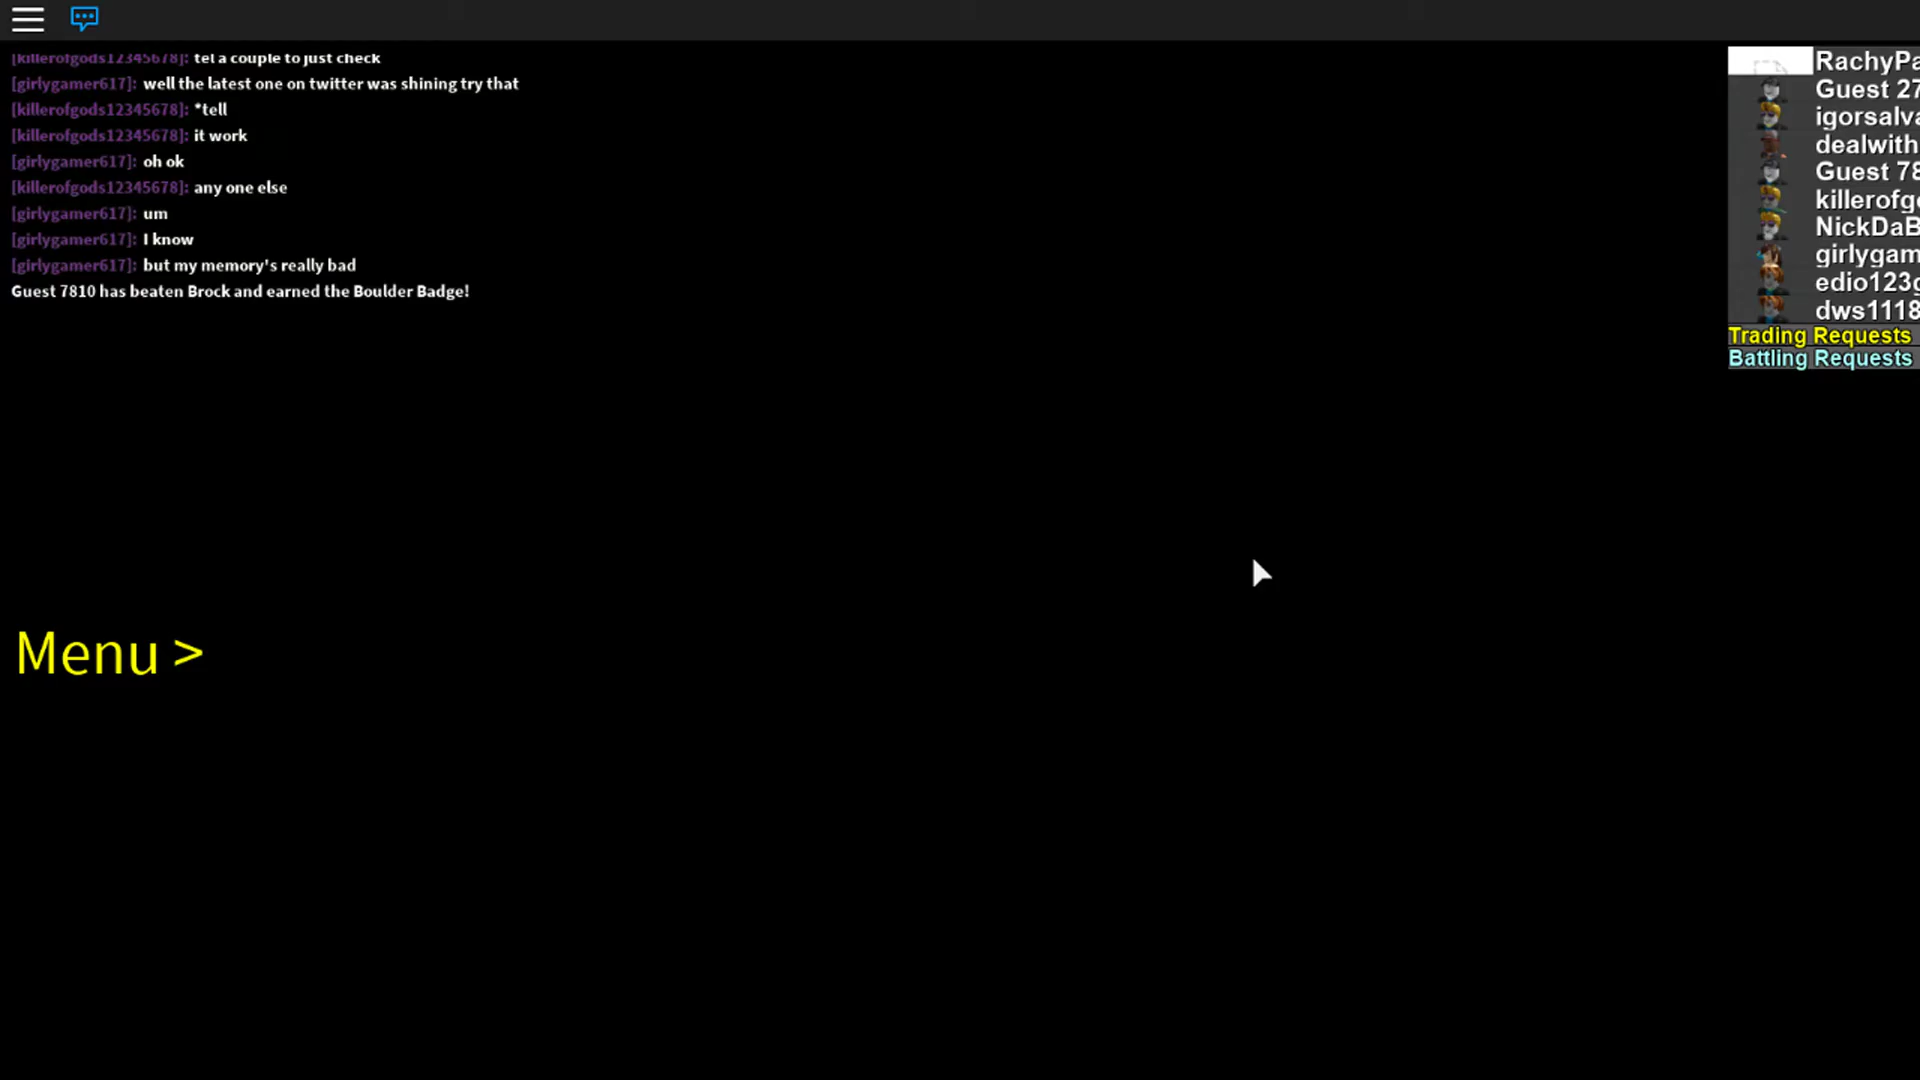 [killerofgods12345678]: tel a couple to just check
[girlygamer617]: well the latest one on twitter was shining try that
[killerofgods12345678]: *tell
[killerofgods12345678]: it work
[girlygamer617]: oh ok
[killerofgods12345678]: any one else
[girlygamer617]: um
[girlygamer617]: I know
[girlygamer617]: but my memory's really bad
Guest 7810 has beaten Brock and earned the Boulder Badge!
Menu >
RachyPa
Guest 27
igorsalva
dealwith
Guest 78
killerofg
NickDaB
girlygam
edio123g
dws1118
Trading Requests
Battling Requests